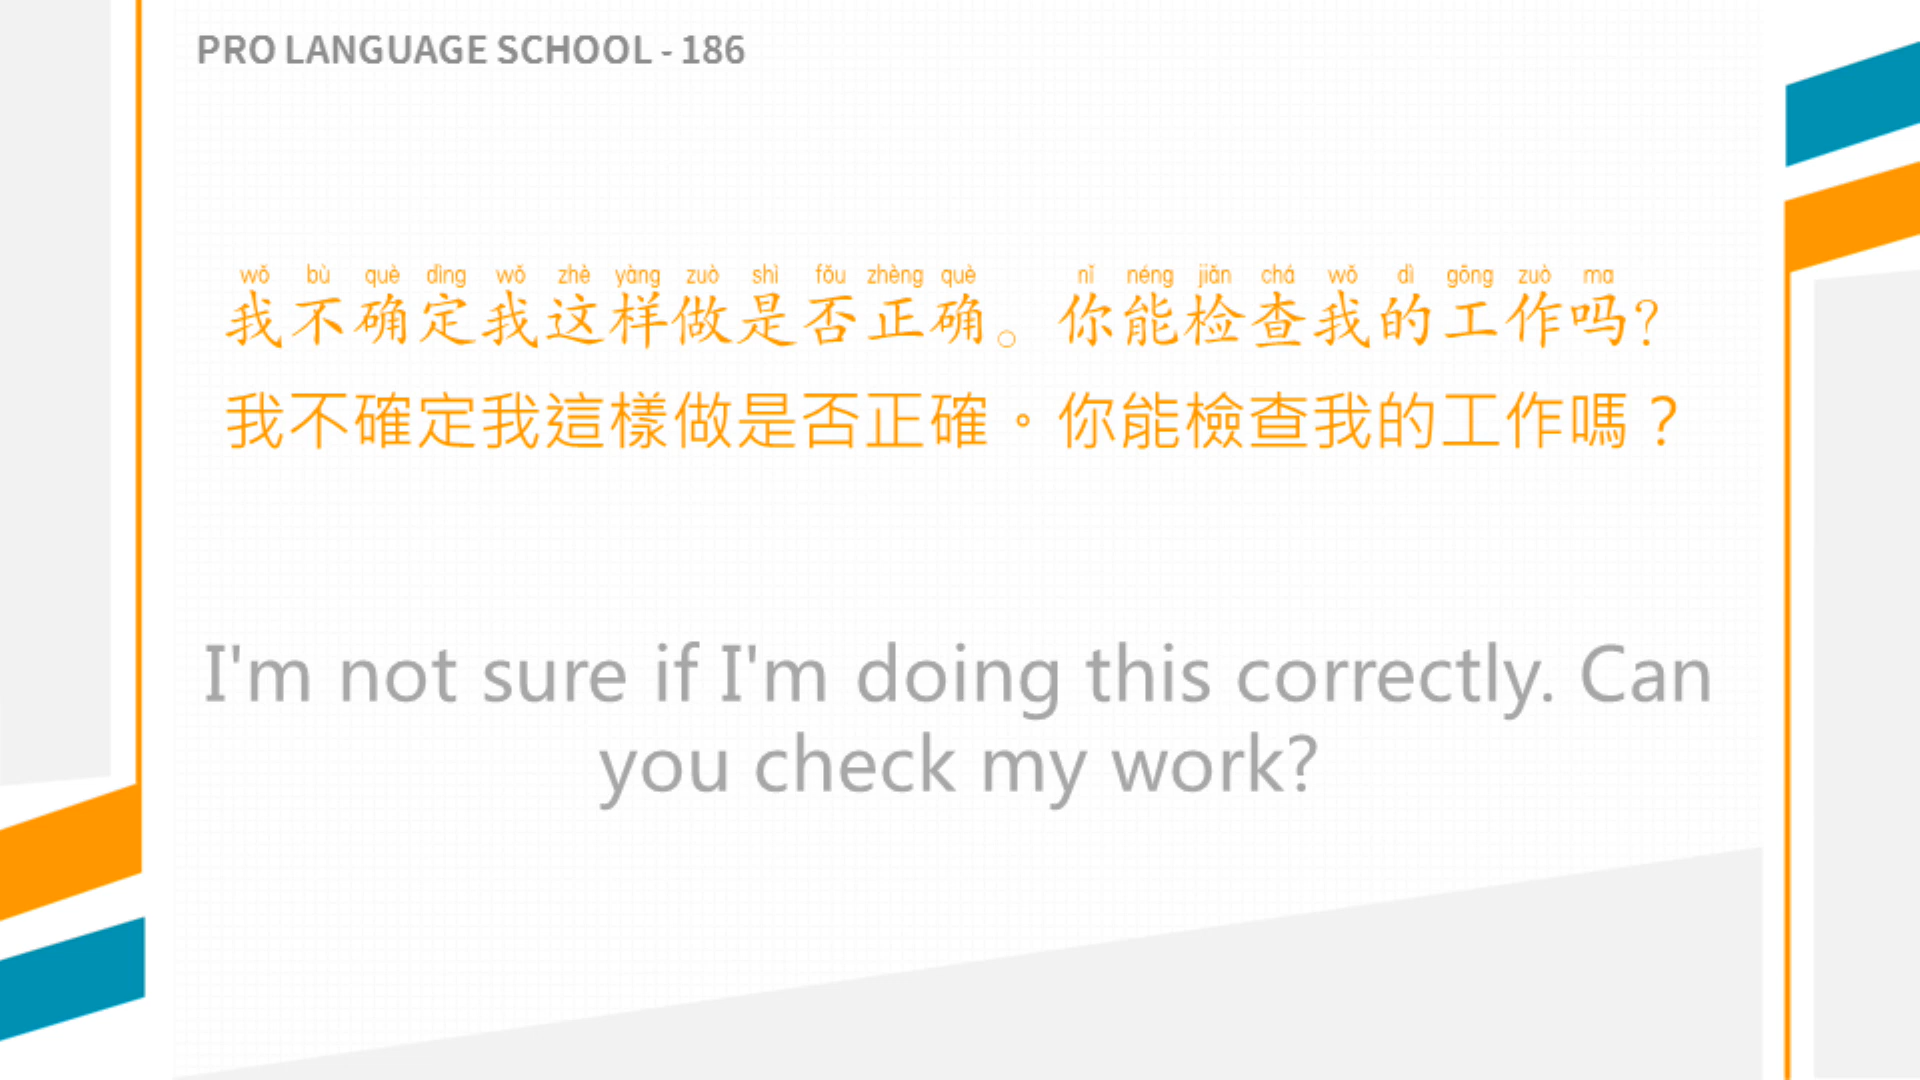 PRO LANGUAGE SCHOOL - 186
wǒ bù què dìng wǒ zhè yàng zuò shì fǒu zhèng què nǐ néng jiǎn chá wǒ dì gōng zuò ma
我不确定我这样做是否正确。你能检查我的工作吗?
我不確定我這樣做是否正確。你能檢查我的工作嗎？
I'm not sure if I'm doing this correctly. Can
you check my work?